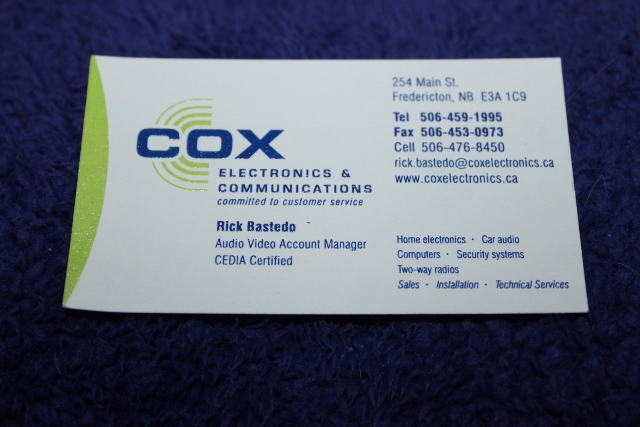 COX
ELECTRONICS &
COMMUNICATIONS
committed to customer service
Rick Bastedo
Audio Video Account Manager
CEDIA Certified
254 Main St.
Fredericton, NB E3A 1C9
Tel 506-459-1995
Fax 506-453-0973
Cell 506-476-8450
rick.bastedo@coxelectronics.ca
www.coxelectronics.ca
Home electronics · Car audio
Computers · Security systems
Two-way radios
Sales · Installation · Technical Services